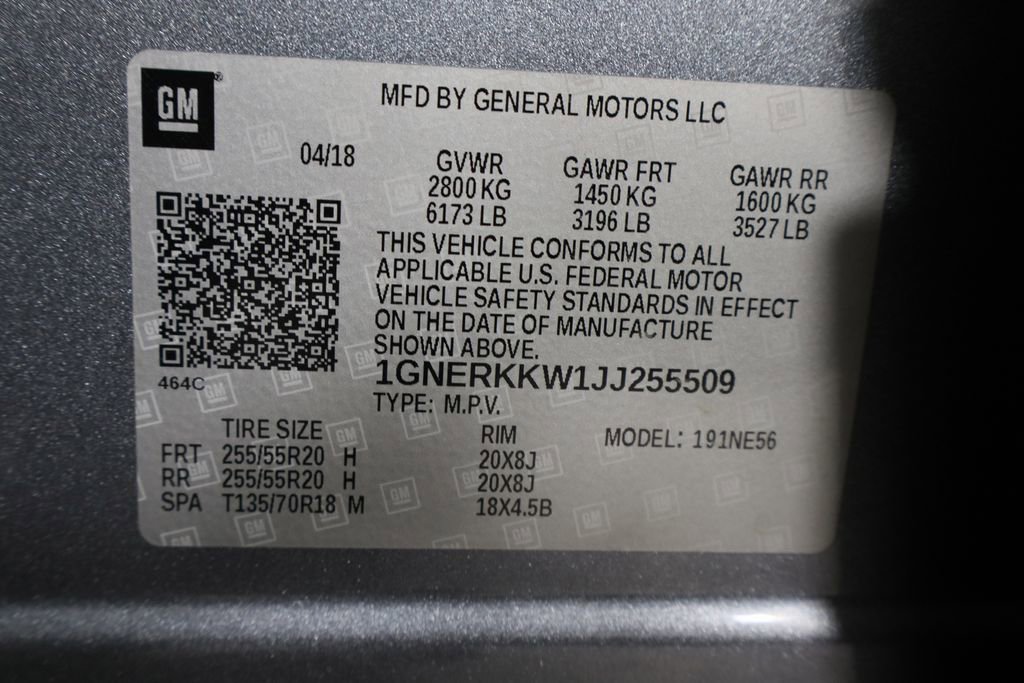 GM
MFD BY GENERAL MOTORS LLC
04/18
GVWR GAWR FRT GAWR RR
2800 KG 1450 KG 1600 KG
6173 LB 3196 LB 3527 LB
THIS VEHICLE CONFORMS TO ALL
APPLICABLE U.S. FEDERAL MOTOR
VEHICLE SAFETY STANDARDS IN EFFECT
ON THE DATE OF MANUFACTURE
SHOWN ABOVE.
464C
1GNERKKW1JJ255509
TYPE: M.P.V.
TIRE SIZE RIM MODEL: 191NE56
FRT 255/55R20 H 20X8J
RR 255/55R20 H 20X8J
SPA T135/70R18 M 18X4.5B